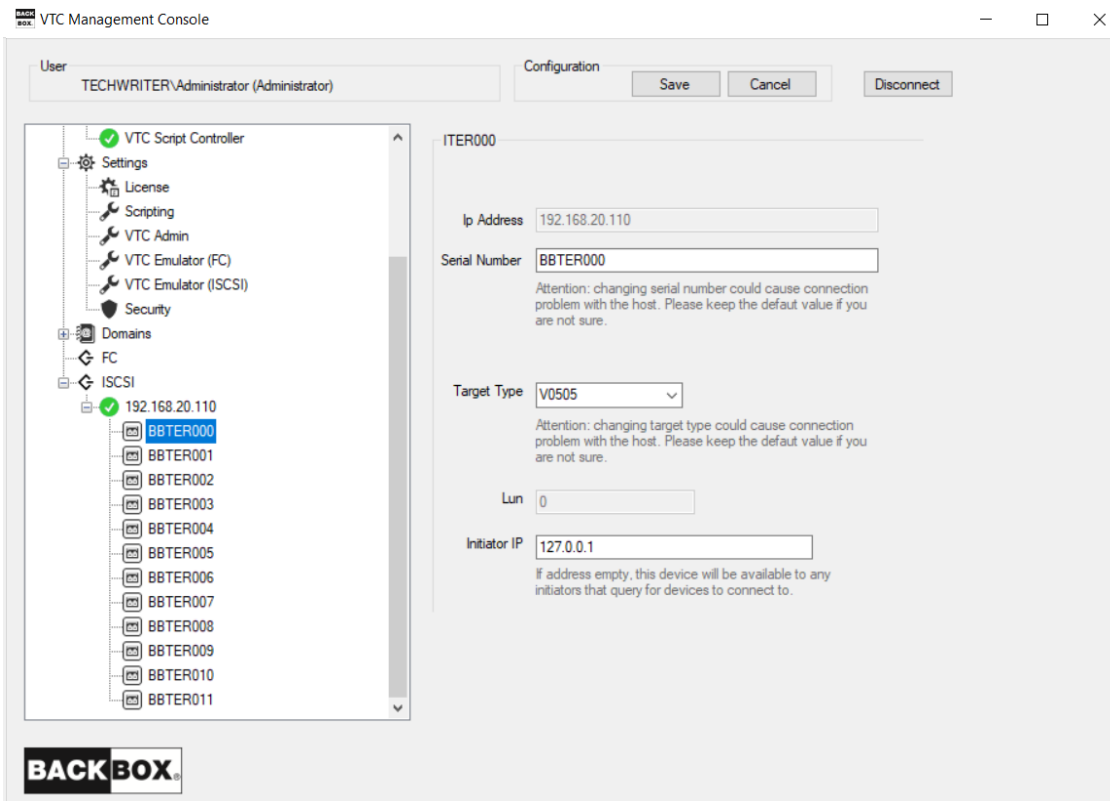 BACK
BOX.
VTC Management Console
User
TECHWRITER\Administrator (Administrator)
Configuration
Save
Cancel
Disconnect
VTC Script Controller
Settings
License
Scripting
VTC Admin
VTC Emulator (FC)
VTC Emulator (ISCSI)
Security
Domains
FC
ISCSI
192.168.20.110
BBTER000
BBTER001
BBTER002
BBTER003
BBTER004
BBTER005
BBTER006
BBTER007
BBTER008
BBTER009
BBTER010
BBTER011
ITER000
Ip Address 192.168.20.110
Serial Number BBTER000
Attention: changing serial number could cause connection
problem with the host. Please keep the defaut value if you
are not sure.
Target Type V0505
Attention: changing target type could cause connection
problem with the host. Please keep the defaut value if you
are not sure.
Lun 0
Initiator IP 127.0.0.1
If address empty, this device will be available to any
initiators that query for devices to connect to.
BACKBOX®